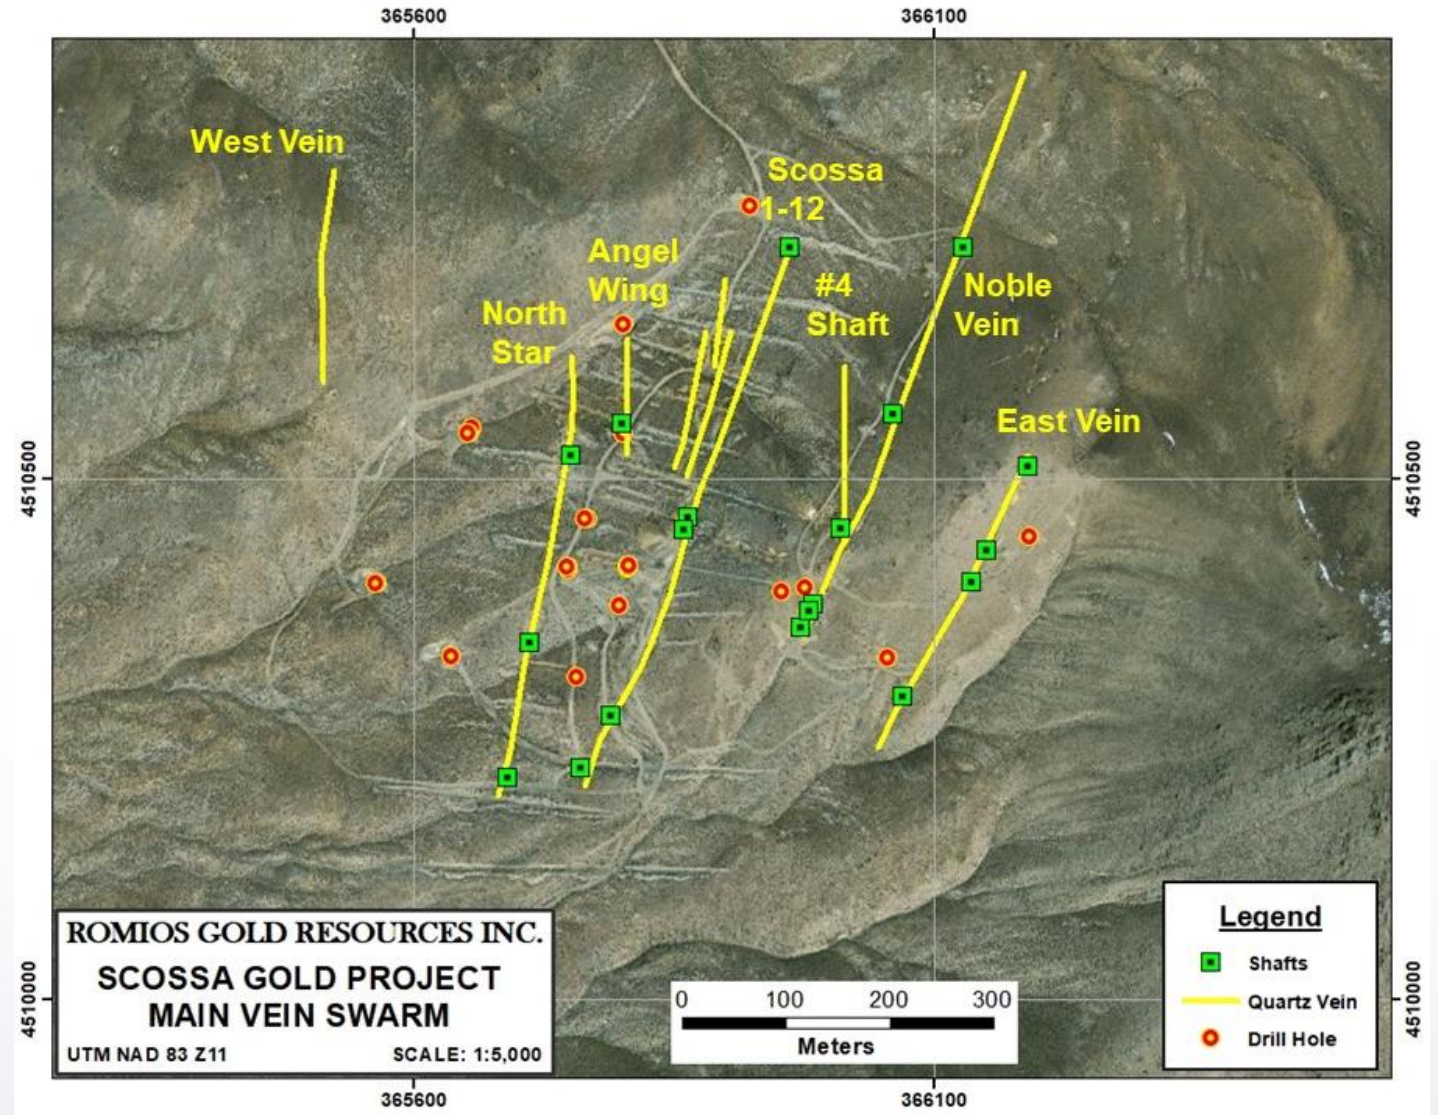 365600
366100
West Vein
Scossa
1-12
Angel
Wing
#4
Shaft
Noble
Vein
North
Star
East Vein
4510500
4510500
Legend
Shafts
Quartz Vein
Drill Hole
ROMIOS GOLD RESOURCES INC.
SCOSSA GOLD PROJECT
MAIN VEIN SWARM
UTM NAD 83 Z11
SCALE: 1:5,000
0 100 200 300
Meters
4510000
4510000
365600
366100